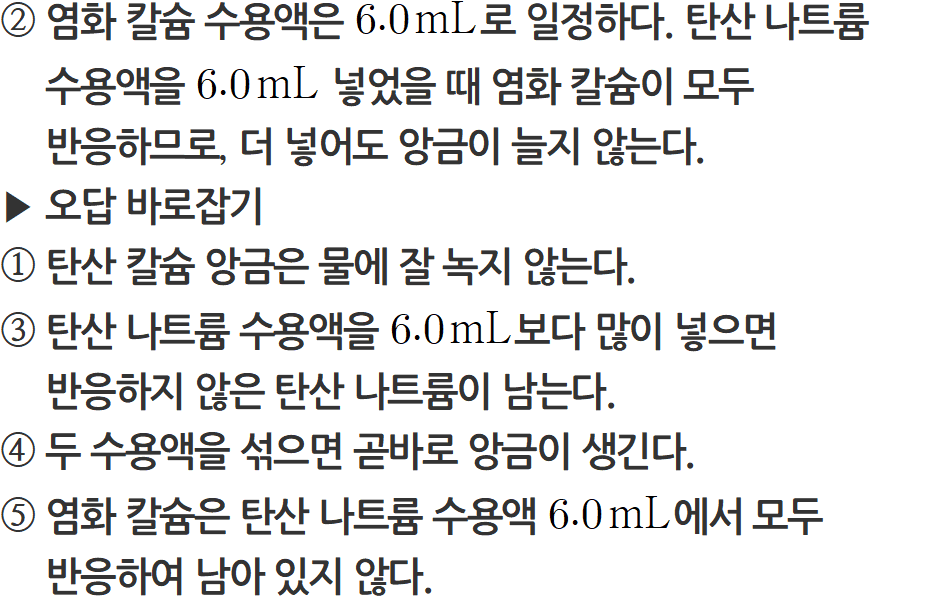 ② 염화 칼슘 수용액은 6.0mL로 일정하다. 탄산 나트륨
수용액을 6.0mL 넣었을 때 염화 칼슘이 모두
반응하므로, 더 넣어도 앙금이 늘지 않는다.
▶ 오답 바로잡기
① 탄산 칼슘 앙금은 물에 잘 녹지 않는다.
③ 탄산 나트륨 수용액을 6.0mL보다 많이 넣으면
반응하지 않은 탄산 나트륨이 남는다.
④ 두 수용액을 섞으면 곧바로 앙금이 생긴다.
⑤ 염화 칼슘은 탄산 나트륨 수용액 6.0mL에서 모두
반응하여 남아 있지 않다.